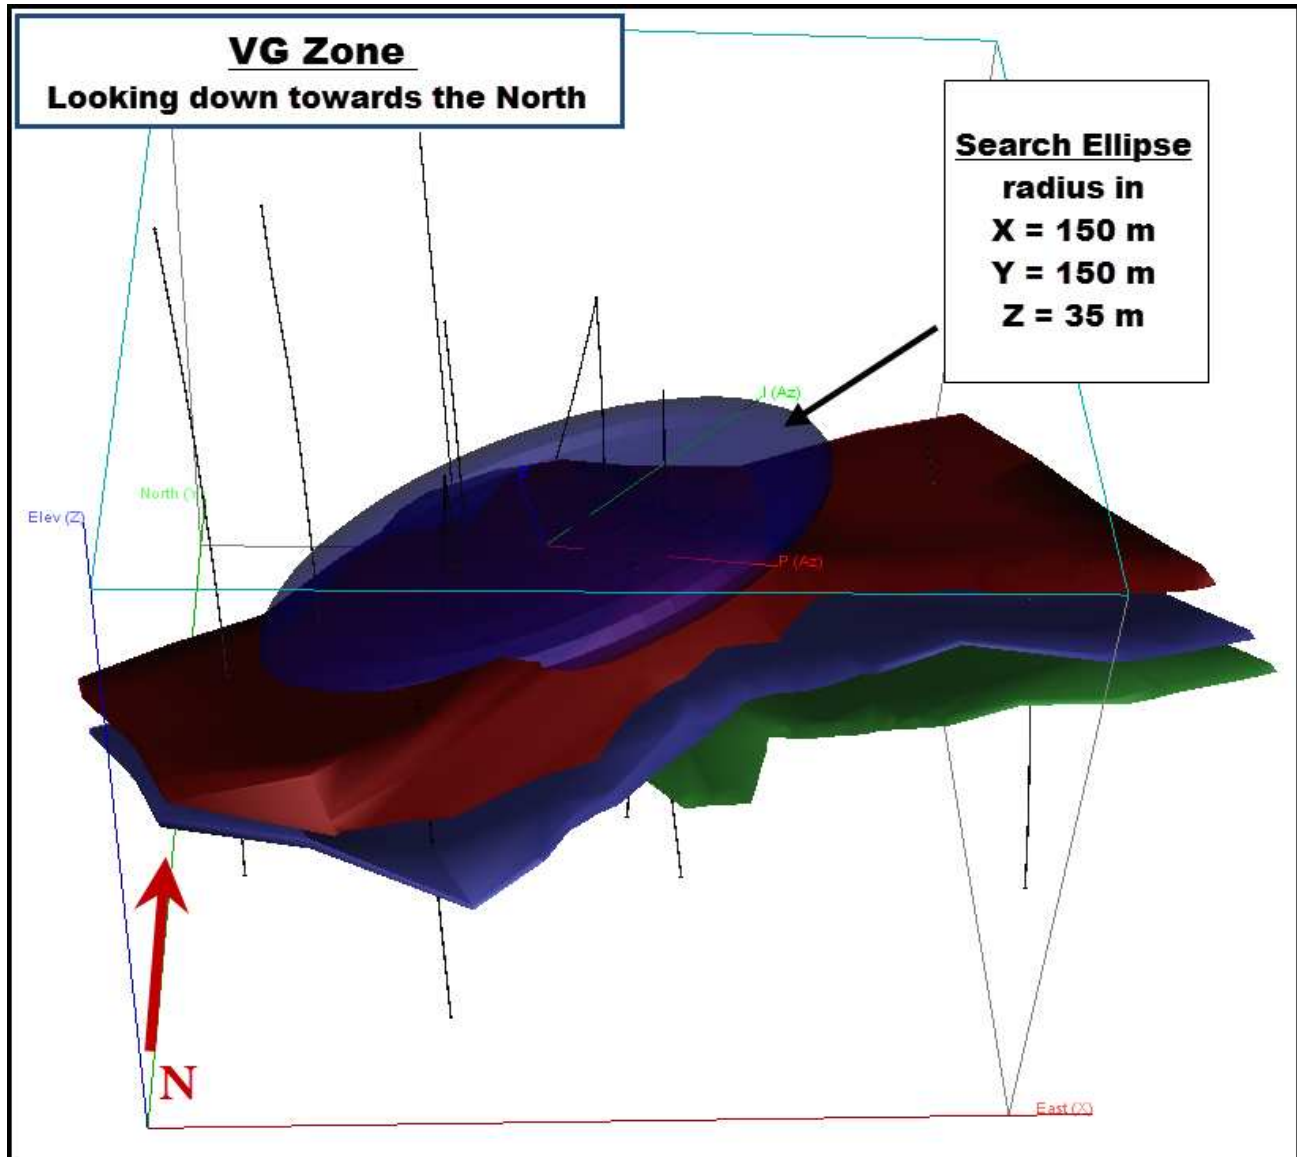 VG Zone
Looking down towards the North
Search Ellipse
radius in
X = 150 m
Y = 150 m
Z = 35 m
J (Az)
North (Y
Elev (Z)
P (Az)
N
East (X)